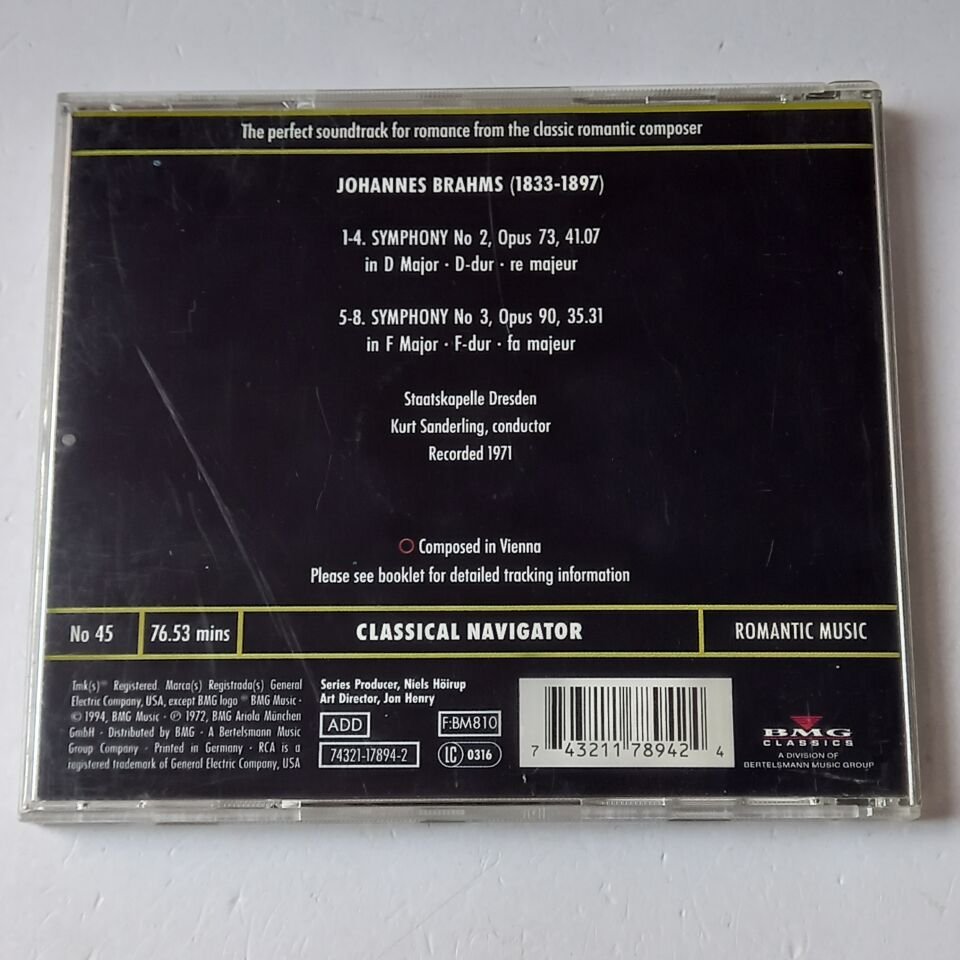 The perfect soundtrack for romance from the classic romantic composer
JOHANNES BRAHMS (1833-1897)
1-4. SYMPHONY No 2, Opus 73, 41.07
in D Major · D-dur · re majeur
5-8. SYMPHONY No 3, Opus 90, 35.31
in F Major · F-dur · fa majeur
Staatskapelle Dresden
Kurt Sanderling, conductor
Recorded 1971
Composed in Vienna
Please see booklet for detailed tracking information
No 45
76.53 mins
CLASSICAL NAVIGATOR
ROMANTIC MUSIC
Tmk(s)® Registered. Marca(s) Registrada(s) General
Electric Company, USA, except BMG logo ® BMG Music ·
© 1994, BMG Music · ℗ 1972, BMG Ariola München
GmbH · Distributed by BMG · A Bertelsmann Music
Group Company · Printed in Germany · RCA is a
registered trademark of General Electric Company, USA
Series Producer, Niels Höirup
Art Director, Jon Henry
ADD
F:BM810
74321-17894-2
LC 0316
7 43211 78942 4
BMG
CLASSICS
A DIVISION OF
BERTELSMANN MUSIC GROUP